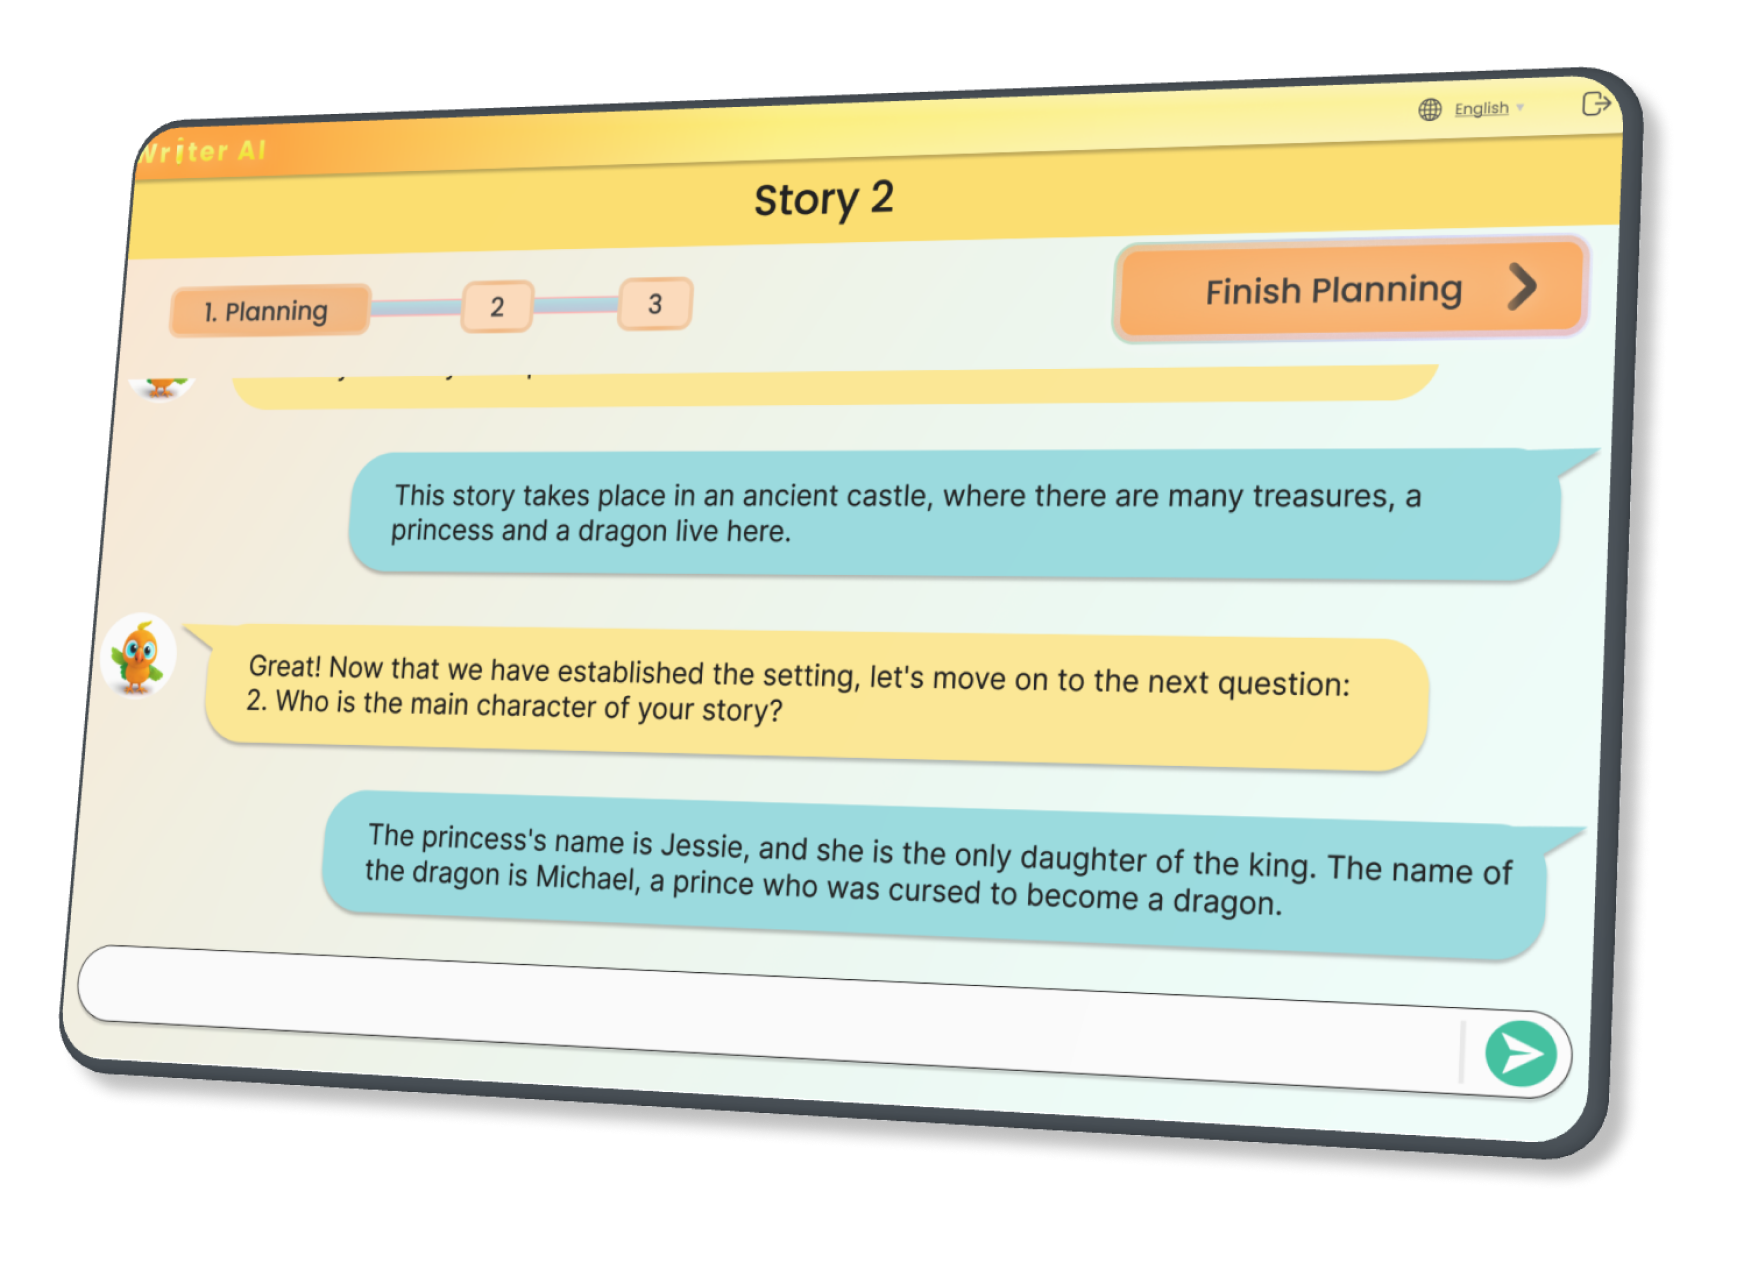 Writer AI
English
Story 2
1. Planning
2
3
Finish Planning
This story takes place in an ancient castle, where there are many treasures, a
princess and a dragon live here.
Great! Now that we have established the setting, let's move on to the next question:
2. Who is the main character of your story?
The princess's name is Jessie, and she is the only daughter of the king. The name of
the dragon is Michael, a prince who was cursed to become a dragon.